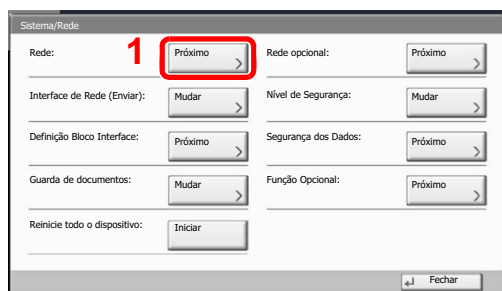 Sistema/Rede
Rede: 1 Próximo Rede opcional: Próximo
Interface de Rede (Enviar): Mudar Nível de Segurança: Mudar
Definição Bloco Interface: Próximo Segurança dos Dados: Próximo
Guarda de documentos: Mudar Função Opcional: Próximo
Reinicie todo o dispositivo: Iniciar
Fechar